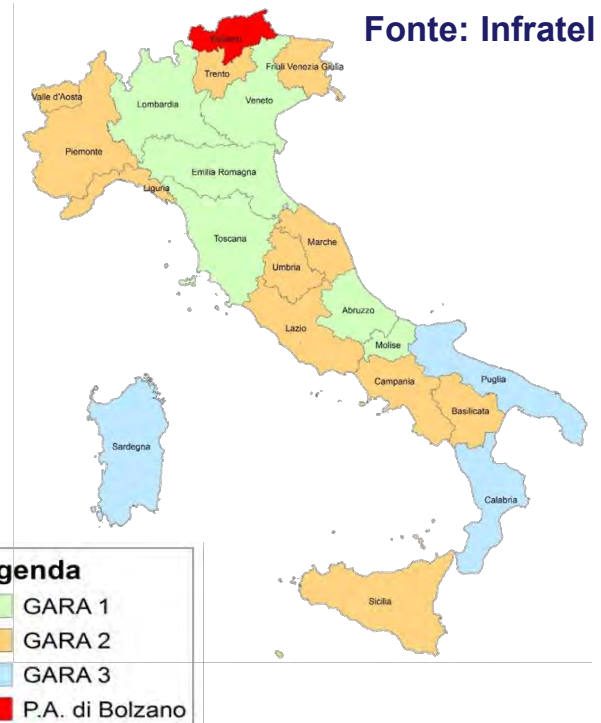 Fonte: Infratel
Bolzano
Trento
Friuli Venezia Giulia
Valle d'Aosta
Lombardia
Veneto
Piemonte
Emilia Romagna
Liguria
Toscana
Marche
Umbria
Abruzzo
Lazio
Molise
Campania
Puglia
Basilicata
Sardegna
Calabria
Sicilia
genda
GARA 1
GARA 2
GARA 3
P.A. di Bolzano